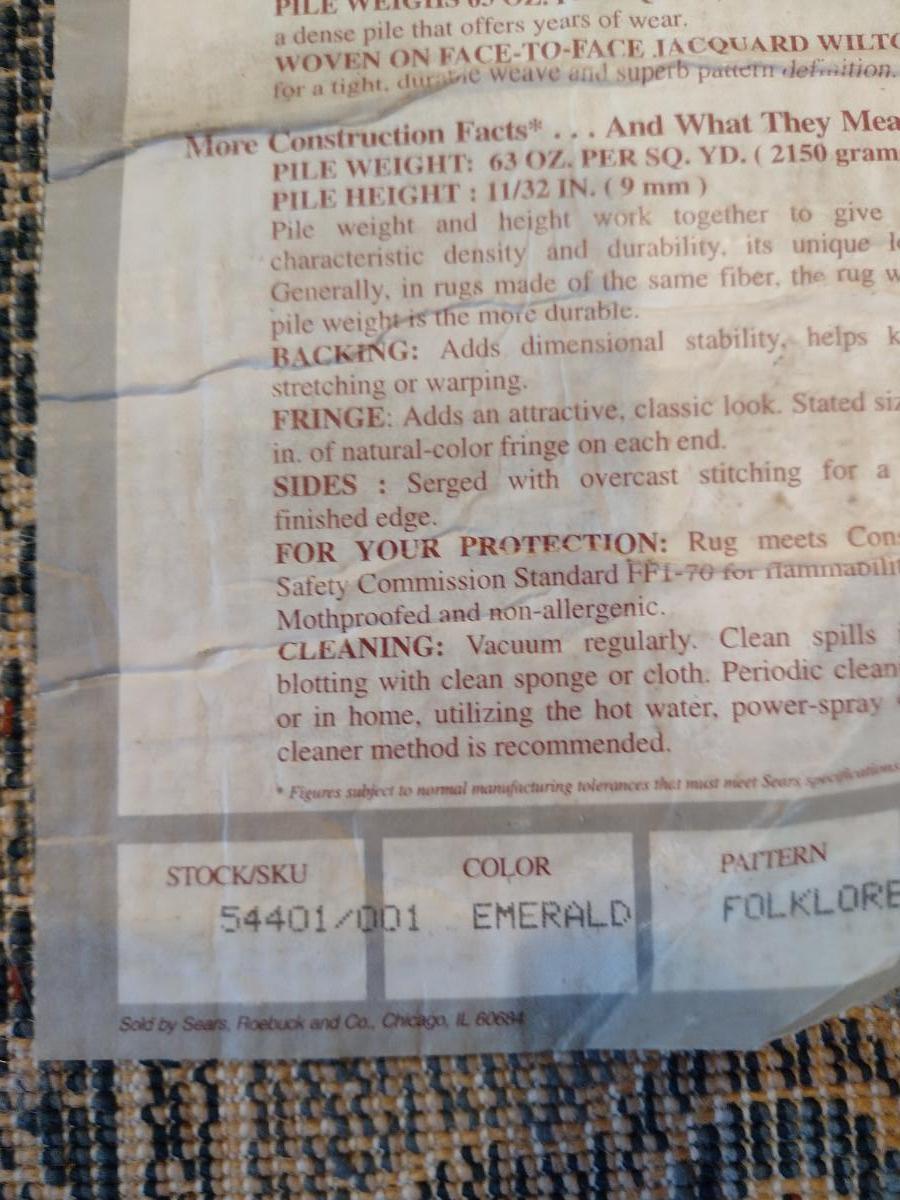 PILE WEIGHS 63 OZ.
a dense pile that offers years of wear.
WOVEN ON FACE-TO-FACE JACQUARD WILTO
for a tight, durable weave and superb pattern definition.
More Construction Facts* . . . And What They Mea
PILE WEIGHT: 63 OZ. PER SQ. YD. ( 2150 gram
PILE HEIGHT : 11/32 IN. ( 9 mm )
Pile weight and height work together to give
characteristic density and durability, its unique l
Generally, in rugs made of the same fiber, the rug w
pile weight is the more durable.
BACKING: Adds dimensional stability, helps k
stretching or warping.
FRINGE: Adds an attractive, classic look. Stated siz
in. of natural-color fringe on each end.
SIDES : Serged with overcast stitching for a
finished edge.
FOR YOUR PROTECTION: Rug meets Cons
Safety Commission Standard FF1-70 for flammabilit
Mothproofed and non-allergenic.
CLEANING: Vacuum regularly. Clean spills
blotting with clean sponge or cloth. Periodic clean
or in home, utilizing the hot water, power-spray
cleaner method is recommended.
* Figures subject to normal manufacturing tolerances that must meet Sears specifications
STOCK/SKU COLOR PATTERN
54401/001 EMERALD FOLKLORE
Sold by Sears, Roebuck and Co., Chicago, IL 60684